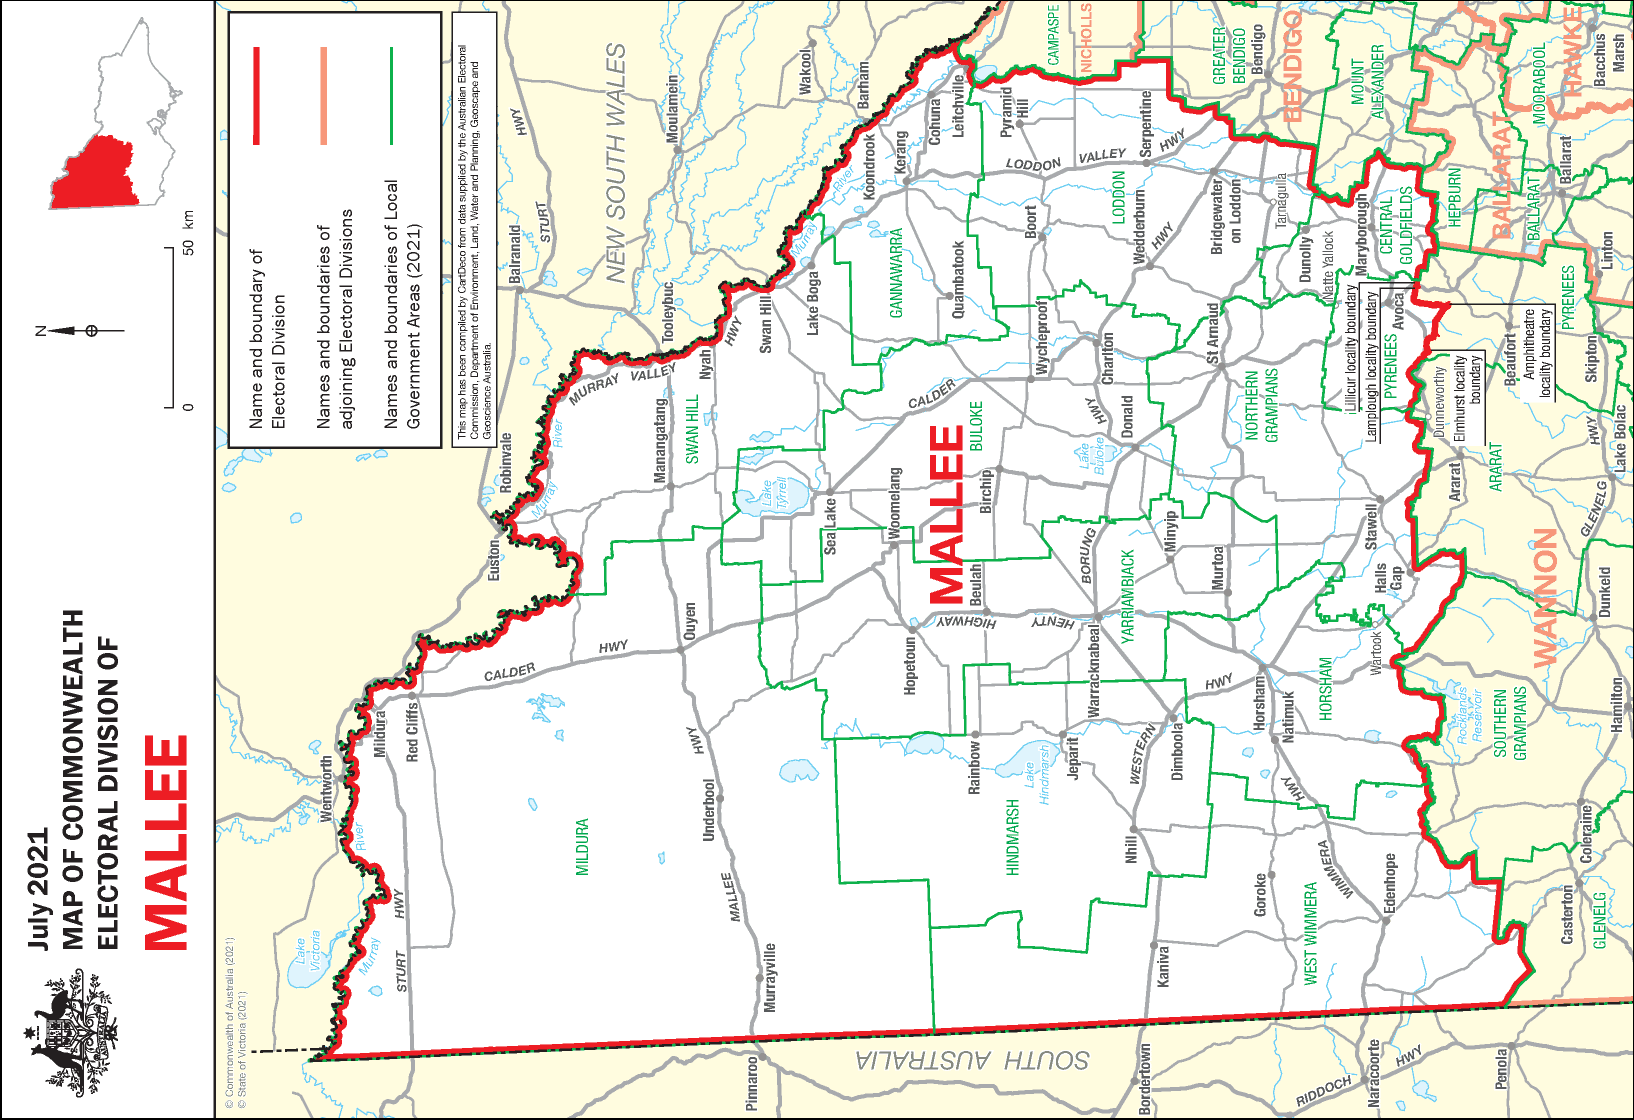 July 2021
MAP OF COMMONWEALTH
ELECTORAL DIVISION OF
MALLEE
AUSTRALIA
N
0
50
km
Name and boundary of
Electoral Division
Names and boundaries of
adjoining Electoral Divisions
Names and boundaries of Local
Government Areas (2021)
This map has been compiled by CartDeco from data supplied by the Australian Electoral
Commission, Department of Environment, Land, Water and Planning, Geoscape and
Geoscience Australia.
© Commonwealth of Australia (2021)
© State of Victoria (2021)
NEW SOUTH WALES
SOUTH AUSTRALIA
MALLEE
WANNON
BALLARAT
BENDIGO
NICHOLLS
HAWKE
MILDURA
SWAN HILL
GANNAWARRA
BULOKE
LODDON
YARRIAMBIACK
HINDMARSH
WEST WIMMERA
HORSHAM
NORTHERN
GRAMPIANS
SOUTHERN
GRAMPIANS
PYRENEES
PYRENEES
CENTRAL
GOLDFIELDS
CAMPASPE
GREATER
BENDIGO
MOUNT
ALEXANDER
HEPBURN
BALLARAT
MOORABOOL
ARARAT
GLENELG
Wentworth
Mildura
Red Cliffs
Euston
Robinvale
Balranald
Moulamein
Wakool
Barham
Koondrook
Kerang
Cohuna
Leitchville
Pyramid
Hill
Serpentine
Bendigo
Tooleybuc
Nyah
Swan Hill
Lake Boga
Quambatook
Boort
Wedderburn
Bridgewater
on Loddon
Tarnagulla
Dunolly
Natte Yallock
Maryborough
Avoca
Lillicur locality boundary
Lamplough locality boundary
Amphitheatre
locality boundary
Elmhurst locality
boundary
Dunneworthy
Beaufort
Skipton
Linton
Ballarat
Bacchus
Marsh
Lake Bolac
Ararat
Stawell
Halls
Gap
Wartook
Dunkeld
Hamilton
Coleraine
Casterton
Penola
Naracoorte
Bordertown
Pinnaroo
Murrayville
Underbool
Ouyen
Manangatang
Sea Lake
Woomelang
Birchip
Beulah
Hopetoun
Wycheproof
Charlton
Donald
St Arnaud
Minyip
Murtoa
Warracknabeal
Rainbow
Jeparit
Dimboola
Nhill
Kaniva
Goroke
Edenhope
Horsham
Natimuk
Lake
Victoria
Murray
River
Murray
River
Murray
River
Lake
Tyrrell
Lake
Buloke
Lake
Hindmarsh
Rocklands
Reservoir
STURT
HWY
STURT
HWY
CALDER
HWY
MALLEE
HWY
MURRAY
VALLEY
HWY
CALDER
HWY
LODDON
VALLEY
HWY
BORUNG
HWY
HENTY
HIGHWAY
WESTERN
HWY
WIMMERA
HWY
GLENELG
HWY
RIDDOCH
HWY